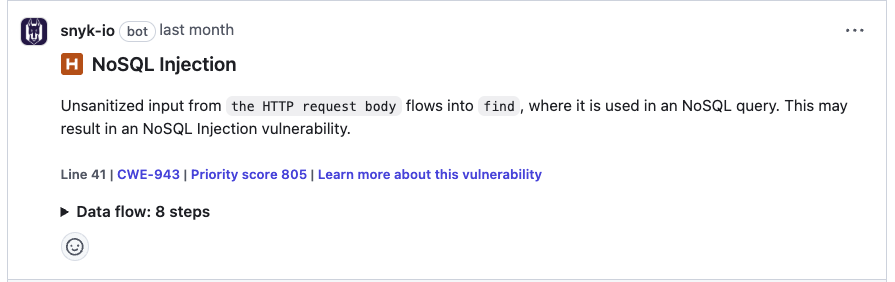 snyk-io bot last month
H NoSQL Injection
Unsanitized input from the HTTP request body flows into find, where it is used in an NoSQL query. This may
result in an NoSQL Injection vulnerability.
Line 41 | CWE-943 | Priority score 805 | Learn more about this vulnerability
Data flow: 8 steps